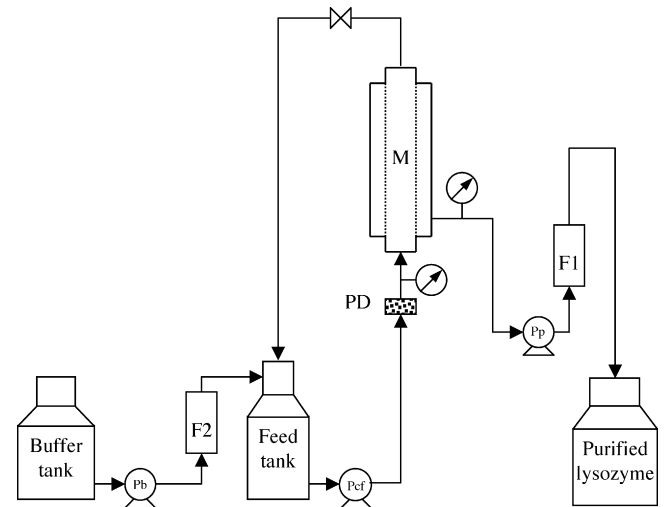 M
F1
PD
Pp
Buffer
tank
F2
Feed
tank
Pb
Pcf
Purified
lysozyme